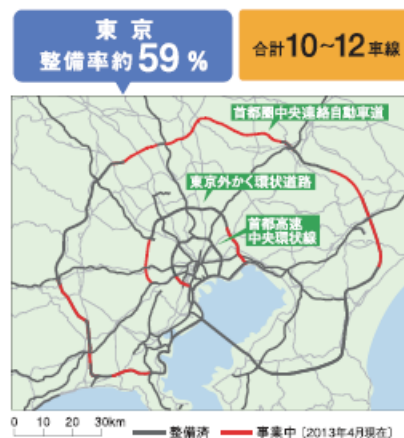 東京
整備率約59%
合計10~12車線
首都圏中央連絡自動車道
東京外かく環状道路
首都高速
中央環状線
0 10 20 30km
整備済
事業中〔2013年4月現在〕